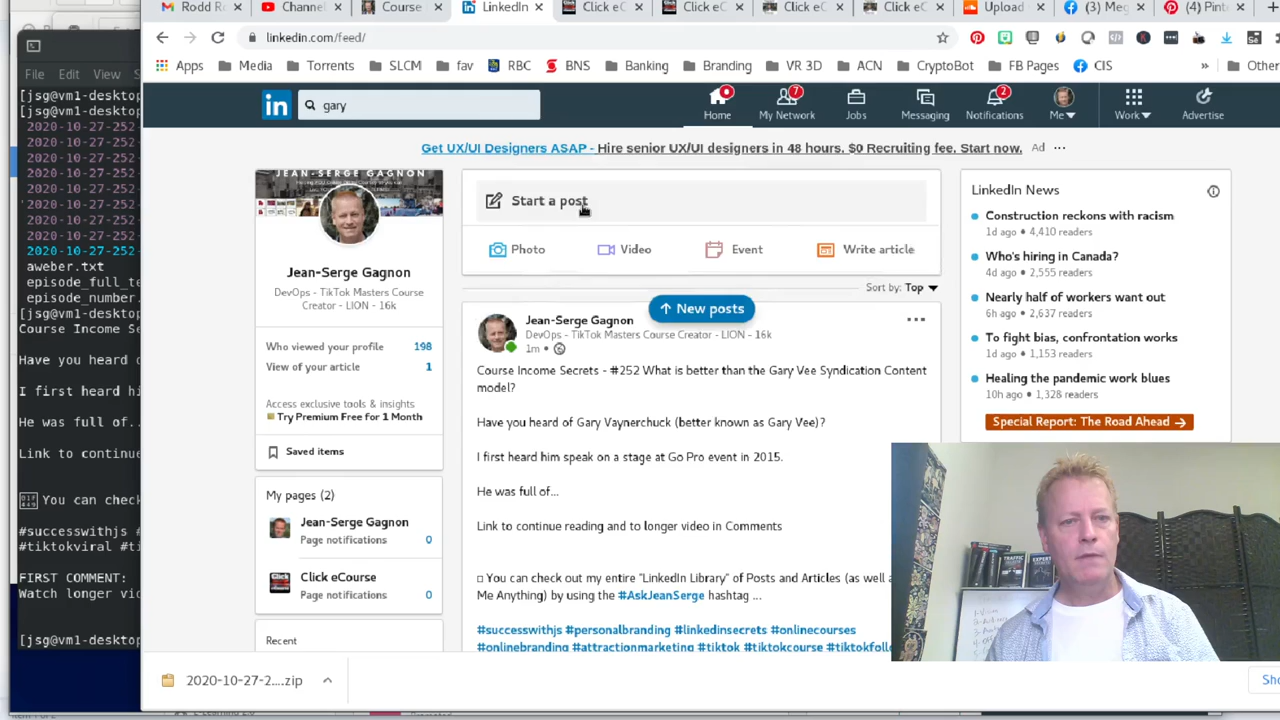 Rodd R
Channel
Course
LinkedIn
Click eC
Click eC
Click eC
Click eC
Upload
(3) Meg
(4) Pint
linkedin.com/feed/
Apps
Media
Torrents
SLCM
fav
RBC
BNS
Banking
Branding
VR 3D
ACN
CryptoBot
FB Pages
CIS
»
Other
File Edit View
[jsg@vm1-desktop
[jsg@vm1-desktop
2020-10-27-252-
2020-10-27-252-
2020-10-27-252-
2020-10-27-252-
2020-10-27-252-
'2020-10-27-252-
2020-10-27-252-
2020-10-27-252-
2020-10-27-252-
aweber.txt
episode_full_te
episode_number.
[jsg@vm1-desktop
Course Income Se
Have you heard o
I first heard hi
He was full of..
Link to continue
You can check
#successwithjs #
#tiktokviral #ti
FIRST COMMENT:
Watch longer vid
[jsg@vm1-desktop
in
gary
Home
7
My Network
Jobs
Messaging
2
Notifications
Me
Work
Advertise
Get UX/UI Designers ASAP - Hire senior UX/UI designers in 48 hours. $0 Recruiting fee. Start now. Ad ...
JEAN-SERGE GAGNON
Jean-Serge Gagnon
DevOps - TikTok Masters Course
Creator - LION - 16k
Who viewed your profile 198
View of your article 1
Access exclusive tools & insights
Try Premium Free for 1 Month
Saved items
My pages (2)
Jean-Serge Gagnon
Page notifications 0
Click eCourse
Page notifications 0
Recent
Start a post
Photo
Video
Event
Write article
Sort by: Top
↑ New posts
Jean-Serge Gagnon
DevOps - TikTok Masters Course Creator - LION - 16k
1m •
Course Income Secrets - #252 What is better than the Gary Vee Syndication Content
model?
Have you heard of Gary Vaynerchuck (better known as Gary Vee)?
I first heard him speak on a stage at Go Pro event in 2015.
He was full of...
Link to continue reading and to longer video in Comments
You can check out my entire "LinkedIn Library" of Posts and Articles (as well a
Me Anything) by using the #AskJeanSerge hashtag ...
#successwithjs #personalbranding #linkedinsecrets #onlinecourses
#onlinebranding #attractionmarketing #tiktok #tiktokcourse #tiktokfollo
LinkedIn News
Construction reckons with racism
1d ago • 4,410 readers
Who's hiring in Canada?
4d ago • 2,555 readers
Nearly half of workers want out
6h ago • 2,637 readers
To fight bias, confrontation works
1d ago • 1,153 readers
Healing the pandemic work blues
10h ago • 1,328 readers
Special Report: The Road Ahead →
TRAFFIC
EXPERT
2020-10-27-2....zip
Sho